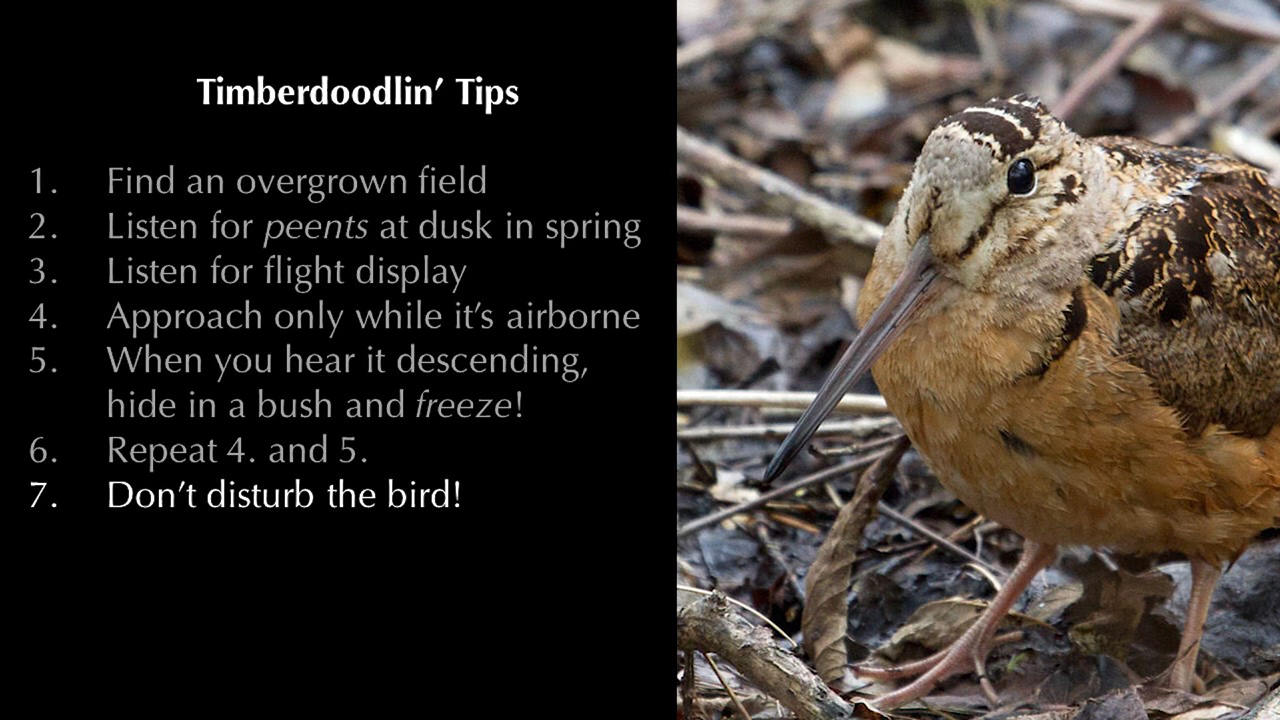 Timberdoodlin’ Tips
1. Find an overgrown field
2. Listen for peents at dusk in spring
3. Listen for flight display
4. Approach only while it’s airborne
5. When you hear it descending,
hide in a bush and freeze!
6. Repeat 4. and 5.
7. Don’t disturb the bird!